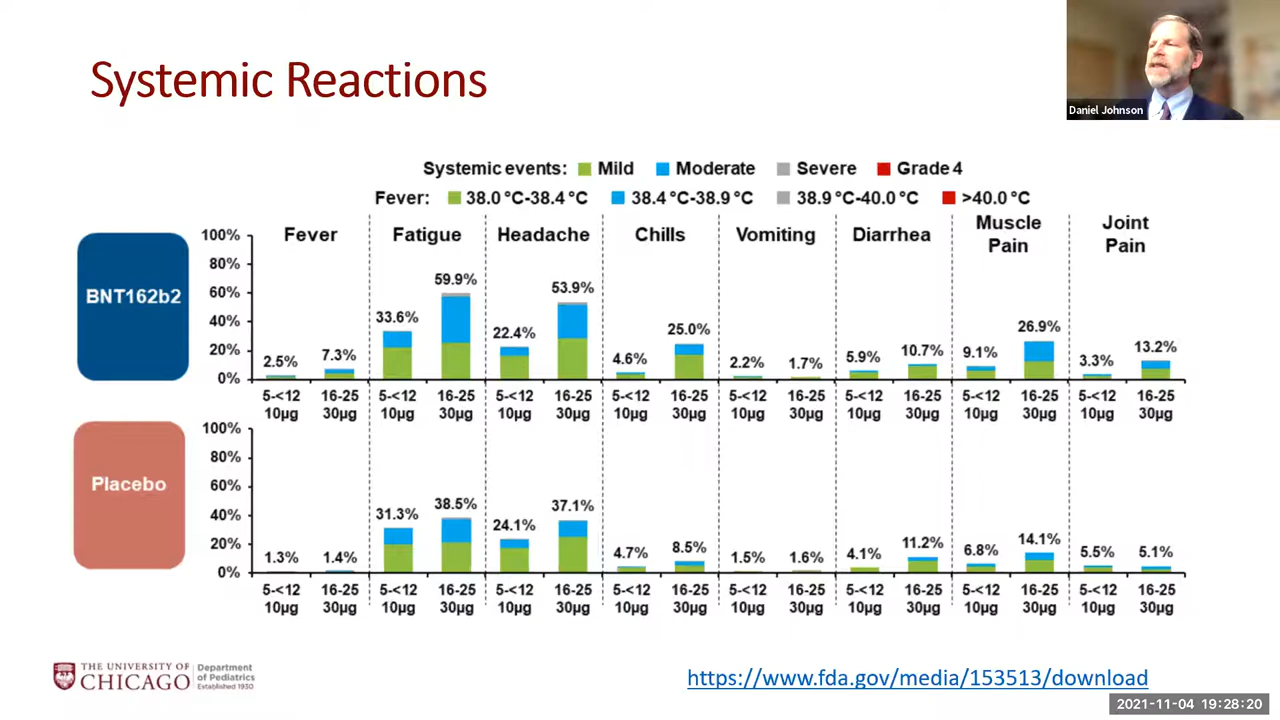 Systemic Reactions
Daniel Johnson
Systemic events: Mild Moderate Severe Grade 4
Fever: 38.0 °C-38.4 °C 38.4 °C-38.9 °C 38.9 °C-40.0 °C >40.0 °C
Fever Fatigue Headache Chills Vomiting Diarrhea Muscle Pain Joint Pain
BNT162b2
100%
80%
60%
40%
20%
0%
2.5% 7.3% 33.6% 59.9% 22.4% 53.9% 4.6% 25.0% 2.2% 1.7% 5.9% 10.7% 9.1% 26.9% 3.3% 13.2%
5-<12 16-25 5-<12 16-25 5-<12 16-25 5-<12 16-25 5-<12 16-25 5-<12 16-25 5-<12 16-25 5-<12 16-25
10µg 30µg 10µg 30µg 10µg 30µg 10µg 30µg 10µg 30µg 10µg 30µg 10µg 30µg 10µg 30µg
Placebo
100%
80%
60%
40%
20%
0%
1.3% 1.4% 31.3% 38.5% 24.1% 37.1% 4.7% 8.5% 1.5% 1.6% 4.1% 11.2% 6.8% 14.1% 5.5% 5.1%
5-<12 16-25 5-<12 16-25 5-<12 16-25 5-<12 16-25 5-<12 16-25 5-<12 16-25 5-<12 16-25 5-<12 16-25
10µg 30µg 10µg 30µg 10µg 30µg 10µg 30µg 10µg 30µg 10µg 30µg 10µg 30µg 10µg 30µg
THE UNIVERSITY OF
CHICAGO
Department
of Pediatrics
Established 1930
https://www.fda.gov/media/153513/download
2021-11-04 19:28:20